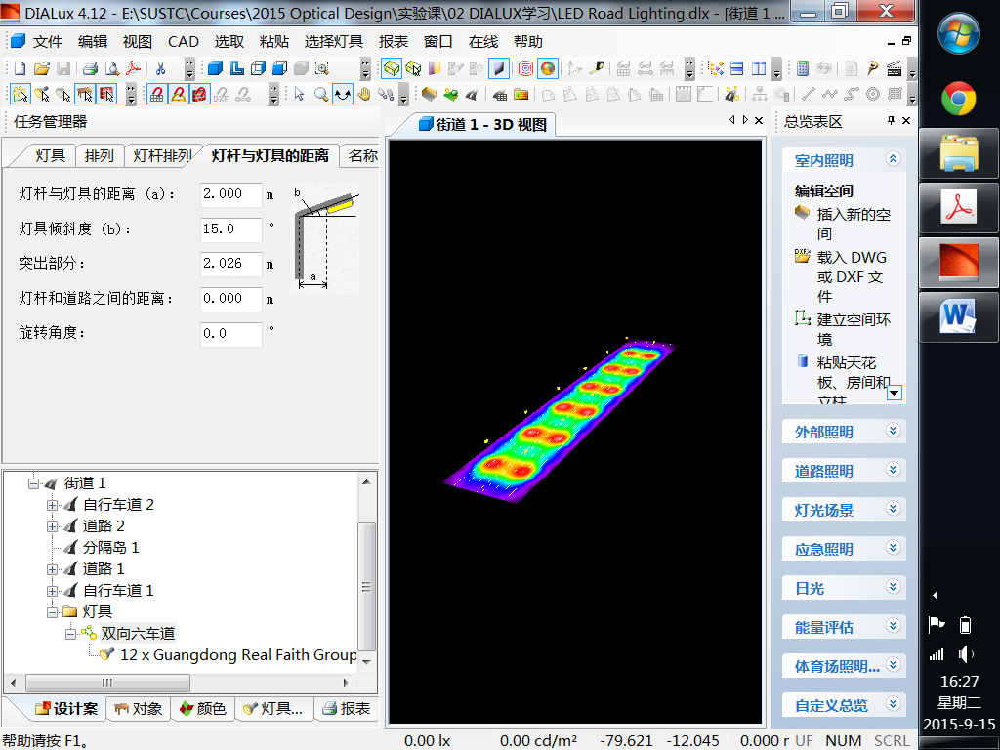 DIALux 4.12 - E:\SUSTC\Courses\2015 Optical Design\实验课\02 DIALUX学习\LED Road Lighting.dlx - [街道 1 ...
文件 编辑 视图 CAD 选取 粘贴 选择灯具 报表 窗口 在线 帮助
任务管理器
灯具 排列 灯杆排列 灯杆与灯具的距离 名称
灯杆与灯具的距离 (a): 2.000 m
灯具倾斜度 (b): 15.0 °
突出部分: 2.026 m
灯杆和道路之间的距离: 0.000 m
旋转角度: 0.0 °
b
a
街道 1
自行车道 2
道路 2
分隔岛 1
道路 1
自行车道 1
灯具
双向六车道
12 x Guangdong Real Faith Group
设计案 对象 颜色 灯具... 报表
街道 1 - 3D 视图
总览表区
室内照明
编辑空间
插入新的空
间
DXF
载入 DWG
或 DXF 文
件
建立空间环
境
粘贴天花
板、房间和
立柱
外部照明
道路照明
灯光场景
应急照明
日光
能量评估
体育场照明...
自定义总览
帮助请按 F1。 0.00 lx 0.00 cd/m² -79.621 -12.045 0.000 r UF NUM SCRL
16:27
星期二
2015-9-15